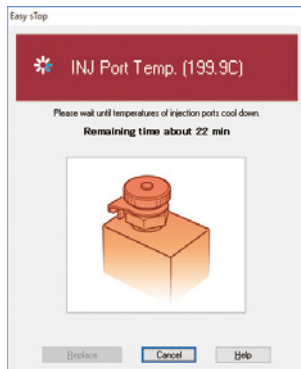 Easy sTop
INJ Port Temp. (199.9C)
Please wait until temperatures of injection ports cool down.
Remaining time about 22 min
Replace
Cancel
Help